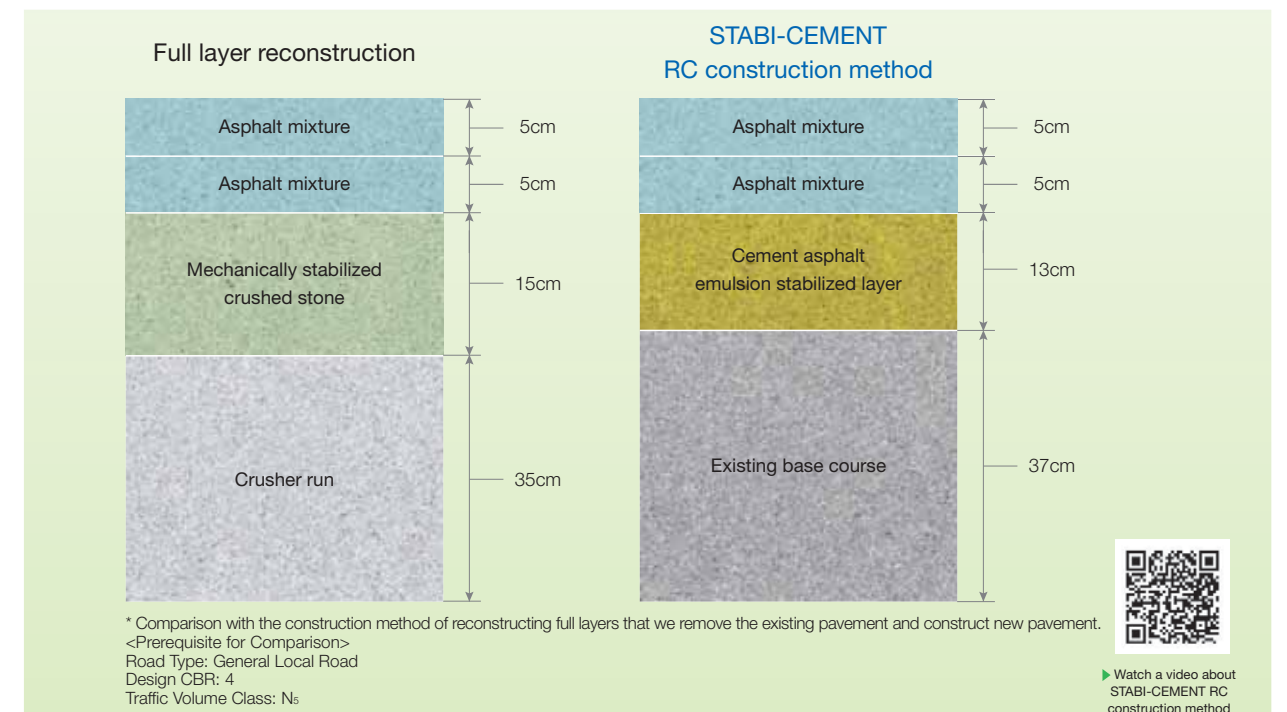 Full layer reconstruction
Asphalt mixture
5cm
Asphalt mixture
5cm
Mechanically stabilized
crushed stone
15cm
Crusher run
35cm
STABI-CEMENT
RC construction method
Asphalt mixture
5cm
Asphalt mixture
5cm
Cement asphalt
emulsion stabilized layer
13cm
Existing base course
37cm
* Comparison with the construction method of reconstructing full layers that we remove the existing pavement and construct new pavement.
<Prerequisite for Comparison>
Road Type: General Local Road
Design CBR: 4
Traffic Volume Class: N₅
▶ Watch a video about
STABI-CEMENT RC
construction method